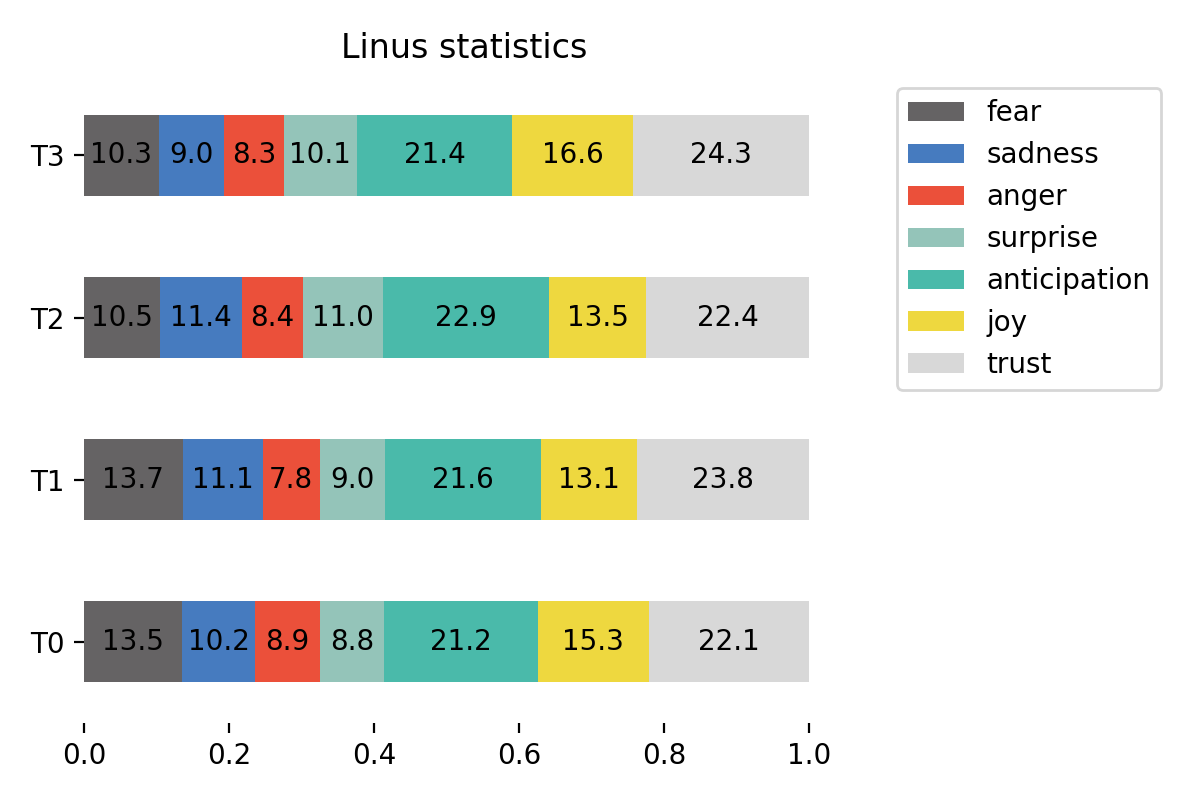 Linus statistics
T3 10.3 9.0 8.3 10.1 21.4 16.6 24.3
T2 10.5 11.4 8.4 11.0 22.9 13.5 22.4
T1 13.7 11.1 7.8 9.0 21.6 13.1 23.8
T0 13.5 10.2 8.9 8.8 21.2 15.3 22.1
0.0 0.2 0.4 0.6 0.8 1.0
fear
sadness
anger
surprise
anticipation
joy
trust